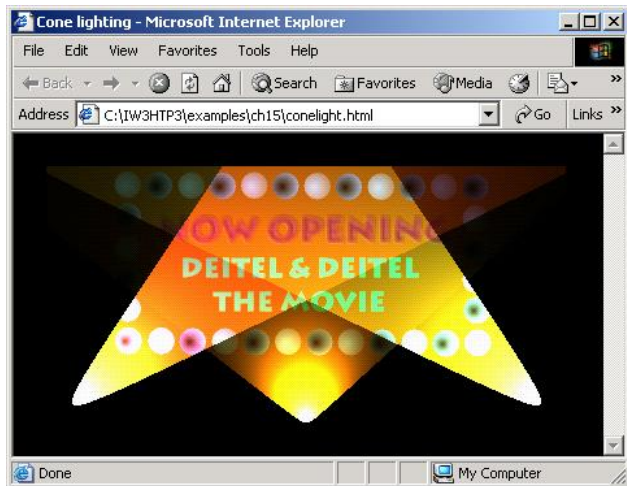 Cone lighting - Microsoft Internet Explorer
File Edit View Favorites Tools Help
Back Search Favorites Media »
Address C:\IW3HTP3\examples\ch15\conelight.html Go Links »
NOW OPENING
DEITEL & DEITEL
THE MOVIE
Done My Computer